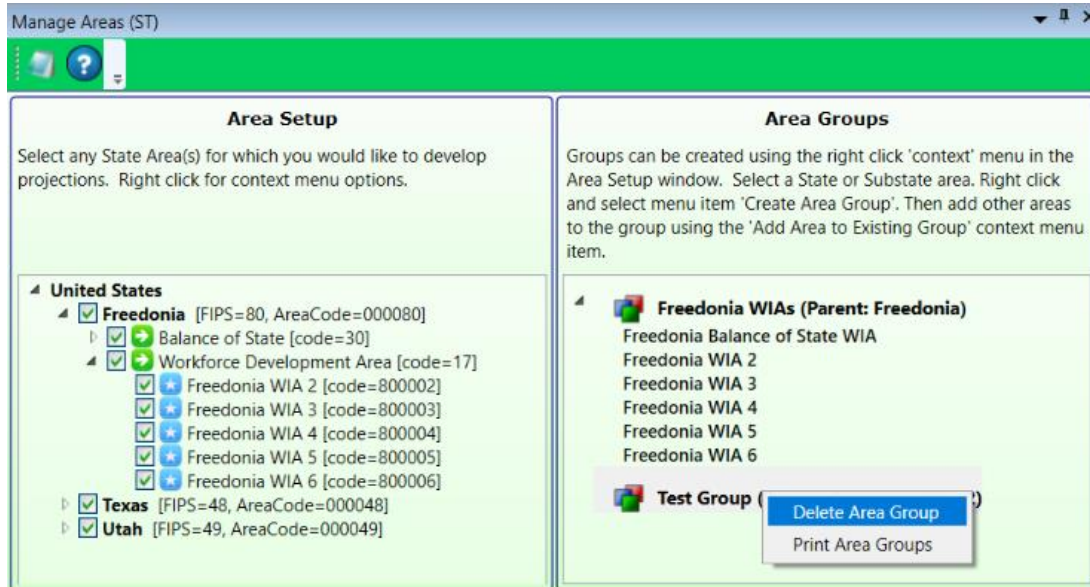 Manage Areas (ST)
Area Setup
Select any State Area(s) for which you would like to develop
projections. Right click for context menu options.
United States
Freedonia [FIPS=80, AreaCode=000080]
Balance of State [code=30]
Workforce Development Area [code=17]
Freedonia WIA 2 [code=800002]
Freedonia WIA 3 [code=800003]
Freedonia WIA 4 [code=800004]
Freedonia WIA 5 [code=800005]
Freedonia WIA 6 [code=800006]
Texas [FIPS=48, AreaCode=000048]
Utah [FIPS=49, AreaCode=000049]
Area Groups
Groups can be created using the right click 'context' menu in the
Area Setup window. Select a State or Substate area. Right click
and select menu item 'Create Area Group'. Then add other areas
to the group using the 'Add Area to Existing Group' context menu
item.
Freedonia WIAs (Parent: Freedonia)
Freedonia Balance of State WIA
Freedonia WIA 2
Freedonia WIA 3
Freedonia WIA 4
Freedonia WIA 5
Freedonia WIA 6
Test Group (
Delete Area Group
Print Area Groups